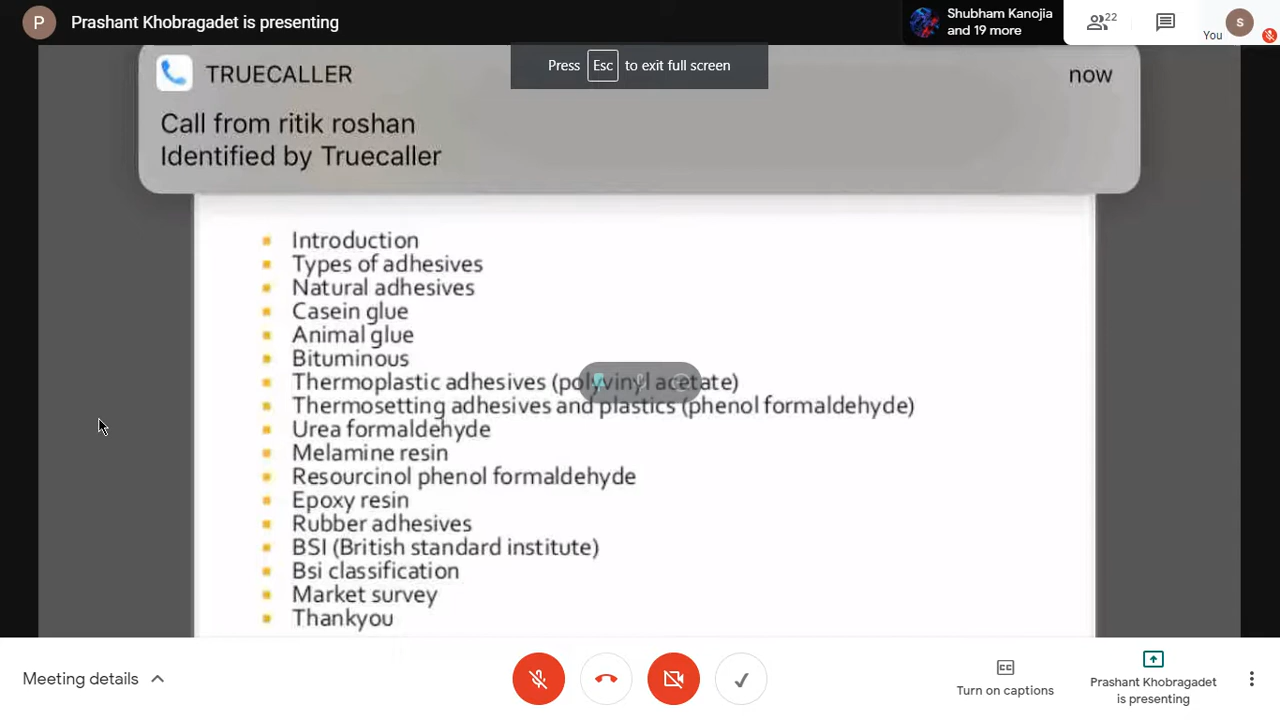 P Prashant Khobragadet is presenting
Shubham Kanojia
and 19 more
22
You
S
Press Esc to exit full screen
TRUECALLER now
Call from ritik roshan
Identified by Truecaller
Introduction
Types of adhesives
Natural adhesives
Casein glue
Animal glue
Bituminous
Thermoplastic adhesives (polyvinyl acetate)
Thermosetting adhesives and plastics (phenol formaldehyde)
Urea formaldehyde
Melamine resin
Resourcinol phenol formaldehyde
Epoxy resin
Rubber adhesives
BSI (British standard institute)
Bsi classification
Market survey
Thankyou
Meeting details
CC
Turn on captions
Prashant Khobragadet
is presenting